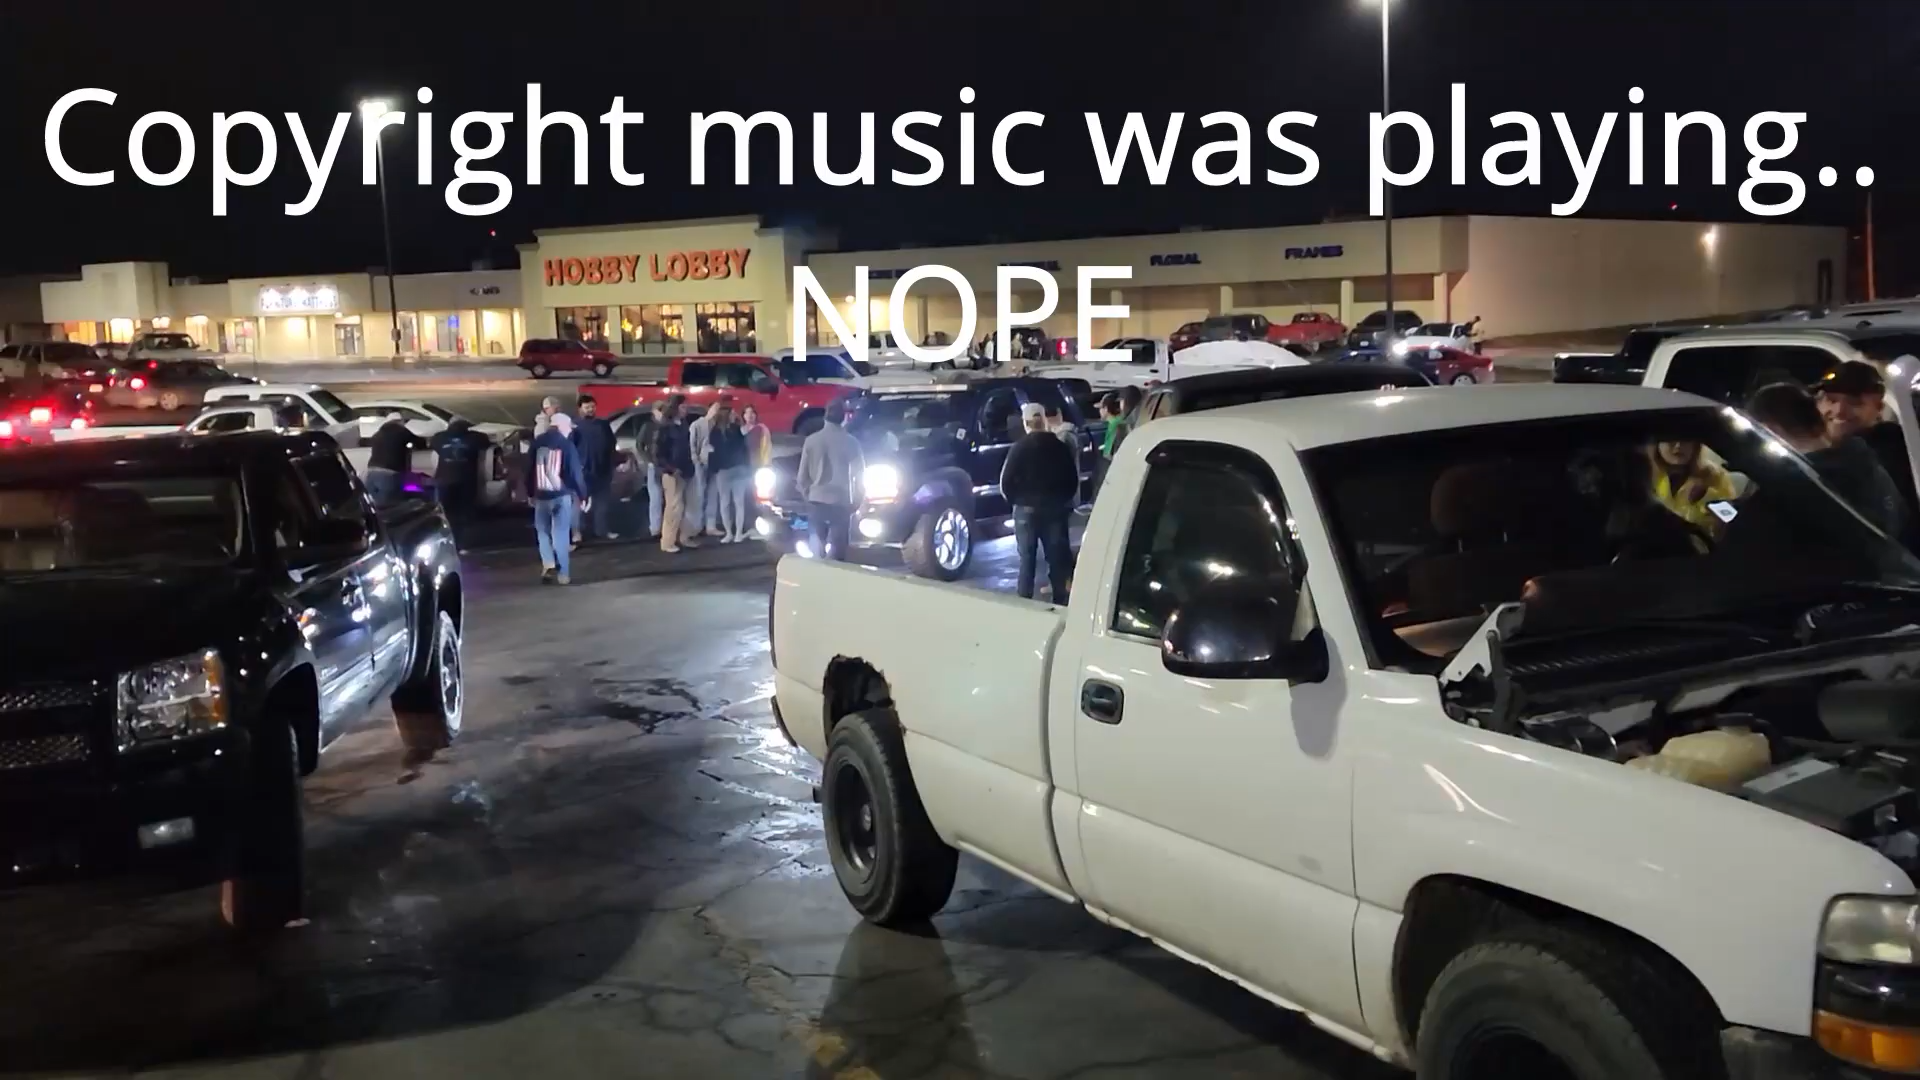 Copyright music was playing..
NOPE
HOBBY LOBBY
FLORAL
FRAMES